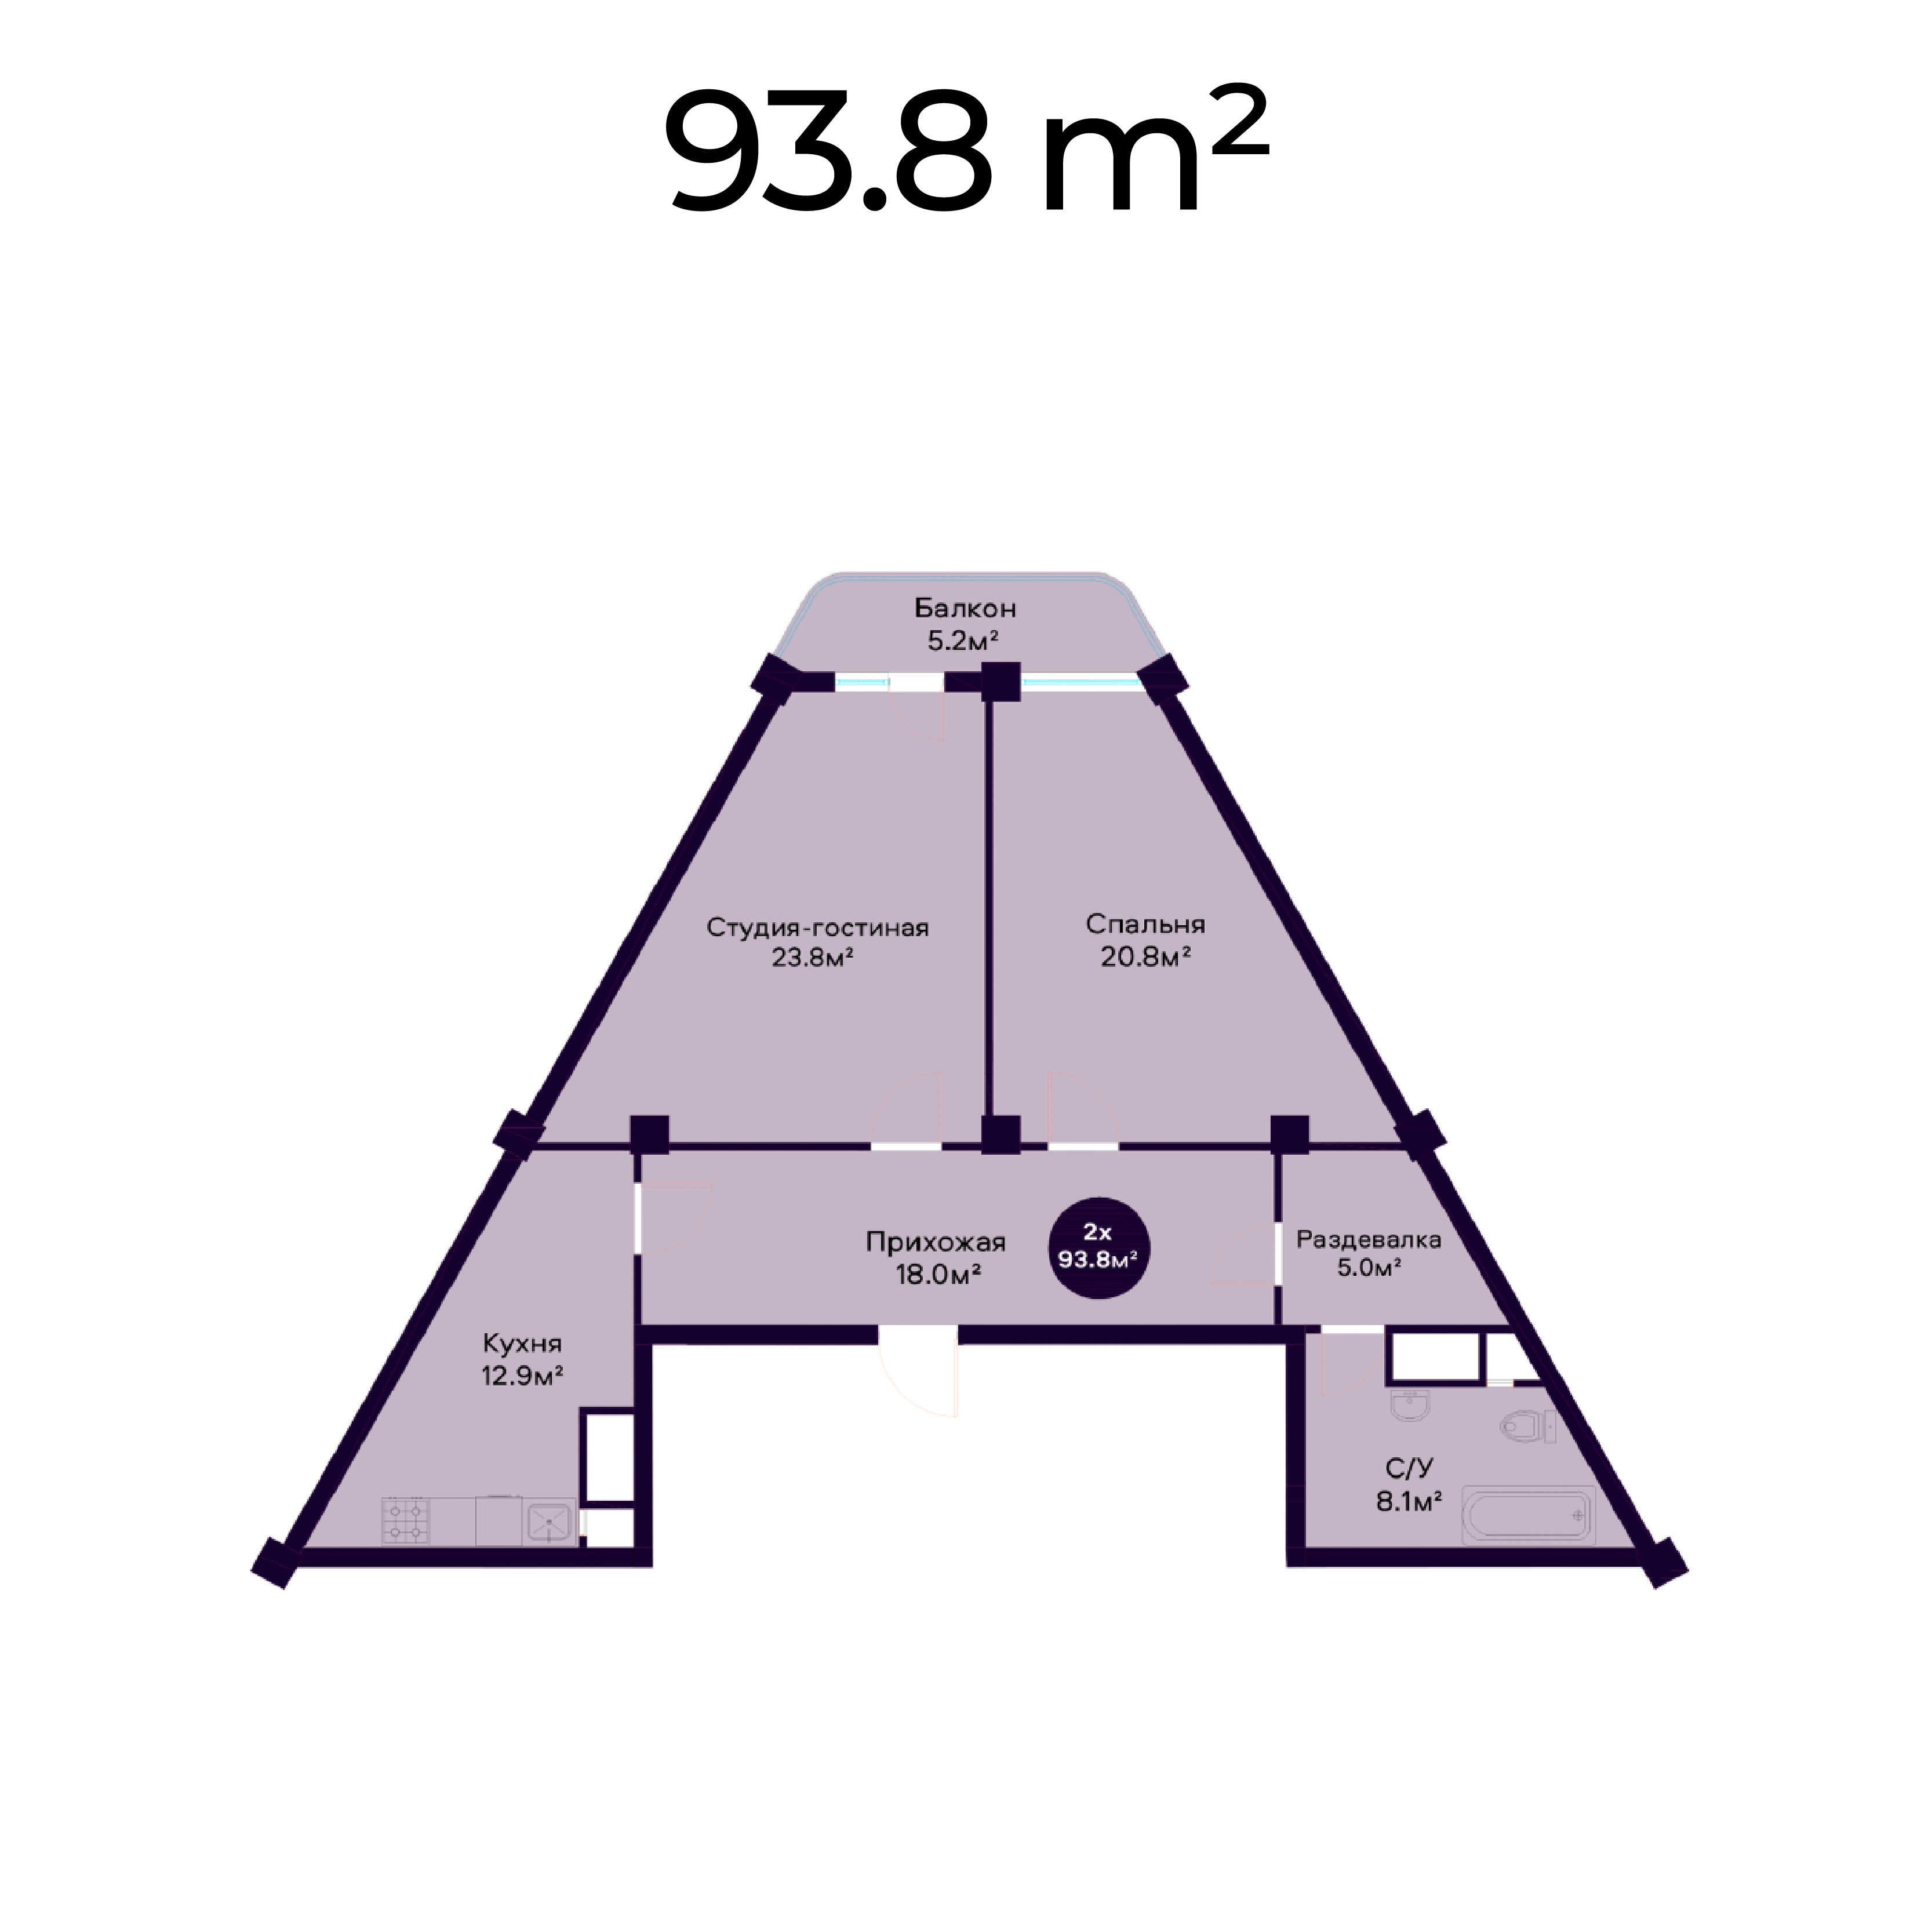 93.8 m²
Балкон
5.2м²
Студия-гостиная
23.8м²
Спальня
20.8м²
Прихожая
18.0м²
2х
93.8м²
Раздевалка
5.0м²
Кухня
12.9м²
С/У
8.1м²